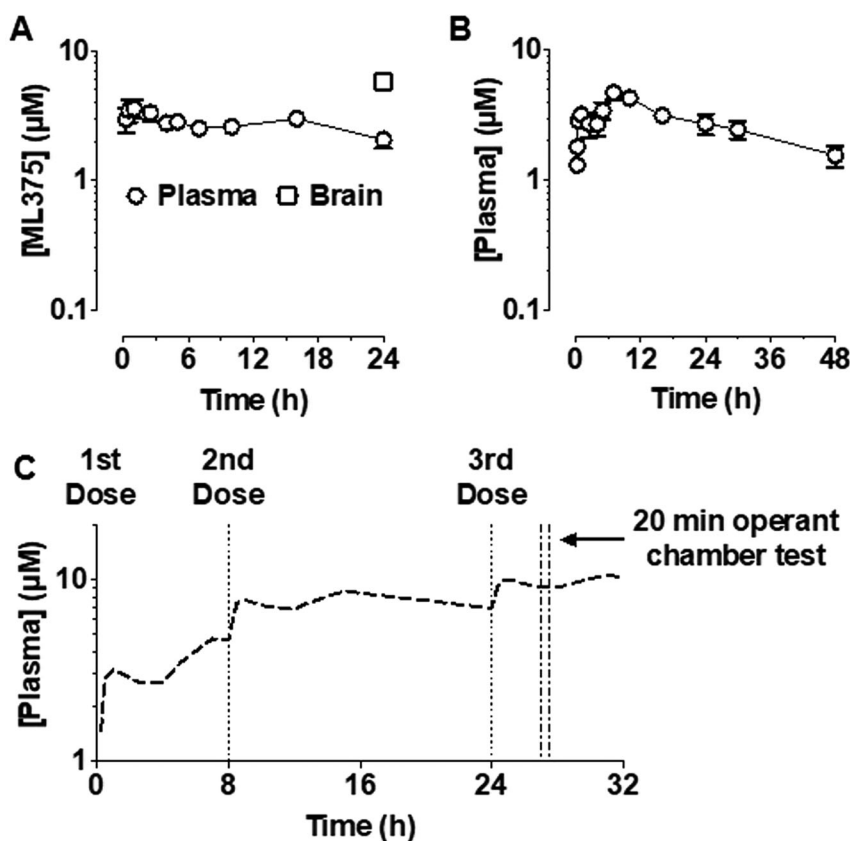 A
B
10
1
0.1
[ML375] (µM)
Plasma
Brain
0 6 12 18 24
Time (h)
10
1
0.1
[Plasma] (µM)
0 12 24 36 48
Time (h)
C
1st
Dose
2nd
Dose
3rd
Dose
20 min operant
chamber test
10
1
[Plasma] (µM)
0 8 16 24 32
Time (h)